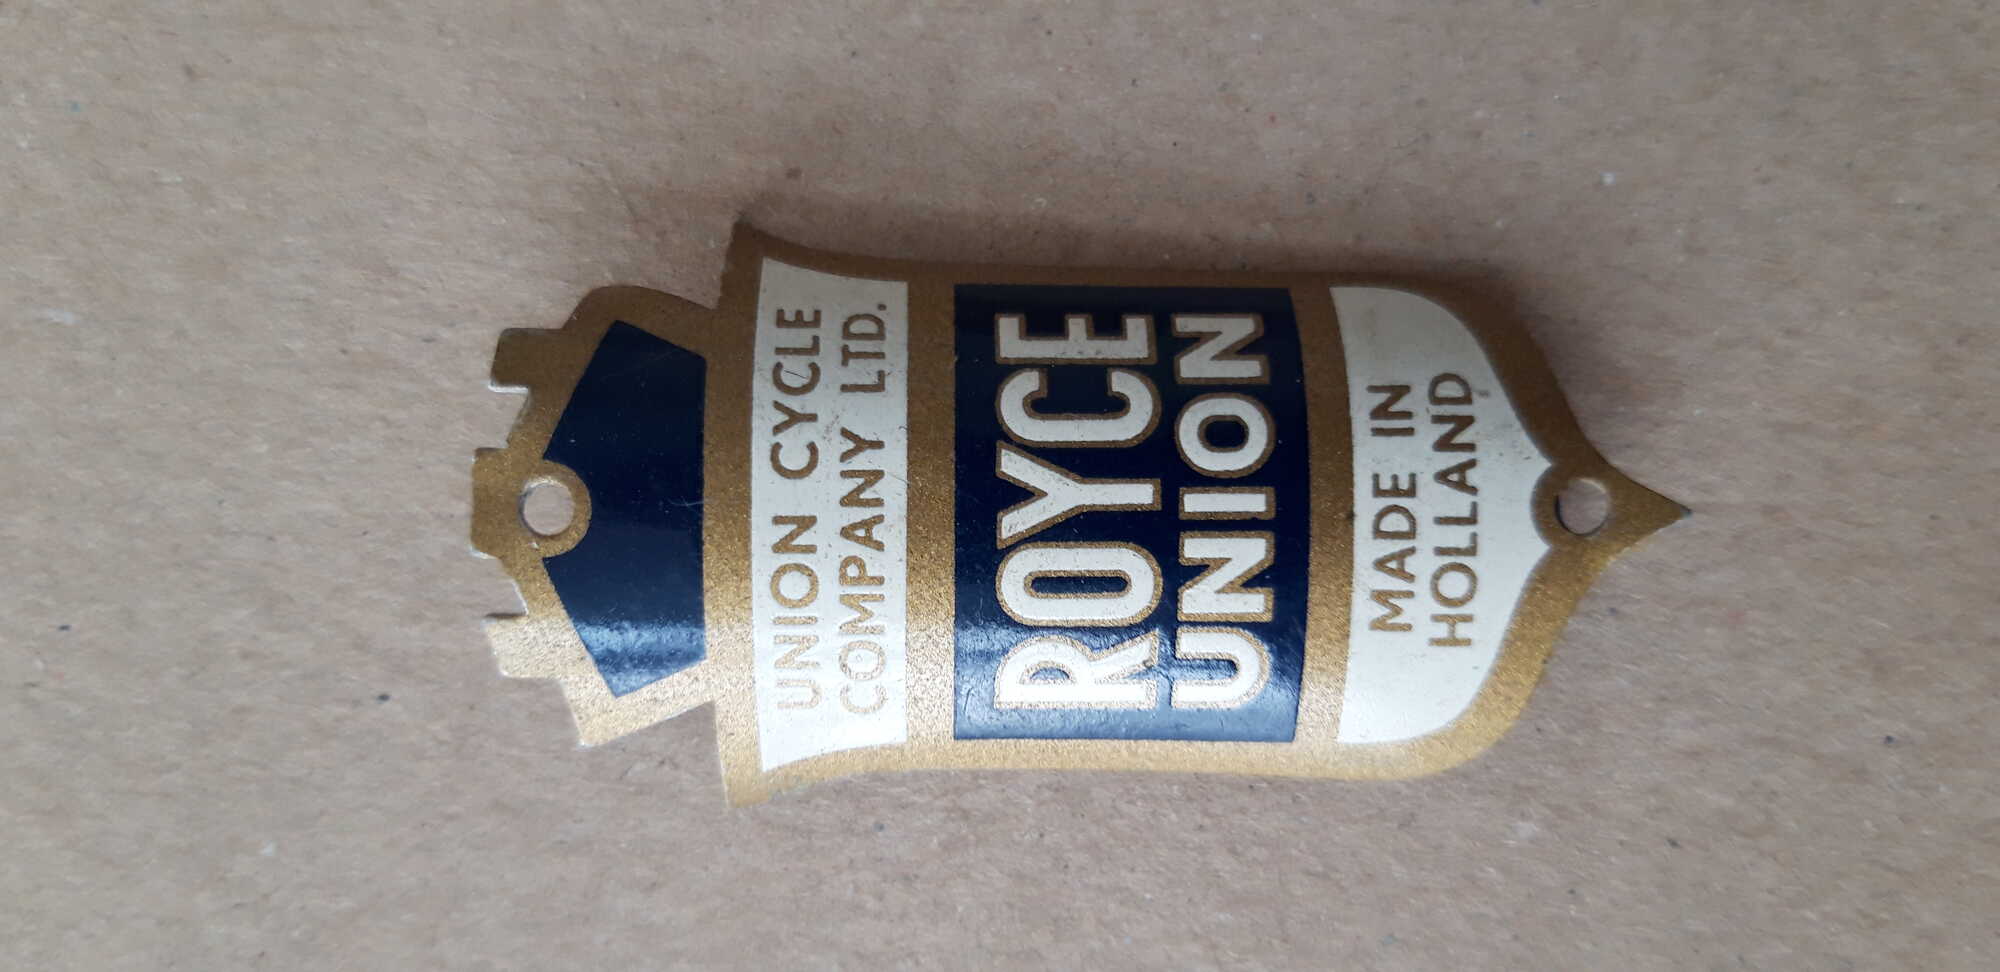 UNION CYCLE
COMPANY LTD.
ROYCE
UNION
MADE IN
HOLLAND